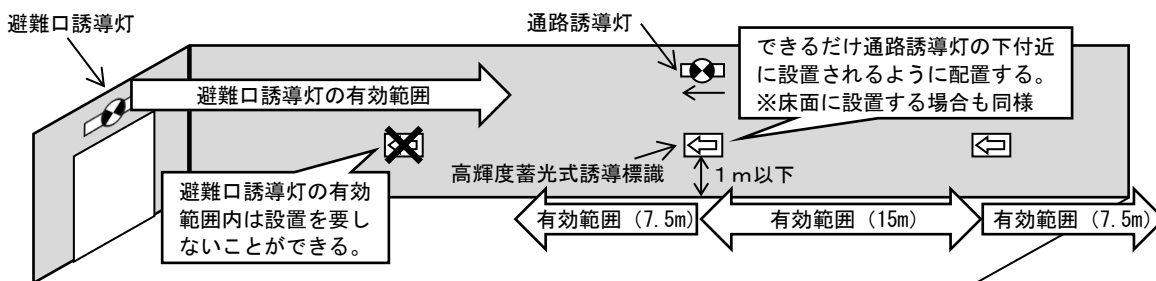 避難口誘導灯
通路誘導灯
できるだけ通路誘導灯の下付近
に設置されるように配置する。
※床面に設置する場合も同様
避難口誘導灯の有効範囲
高輝度蓄光式誘導標識
1m以下
避難口誘導灯の有効
範囲内は設置を要し
ないことができる。
有効範囲(7.5m)
有効範囲(15m)
有効範囲(7.5m)